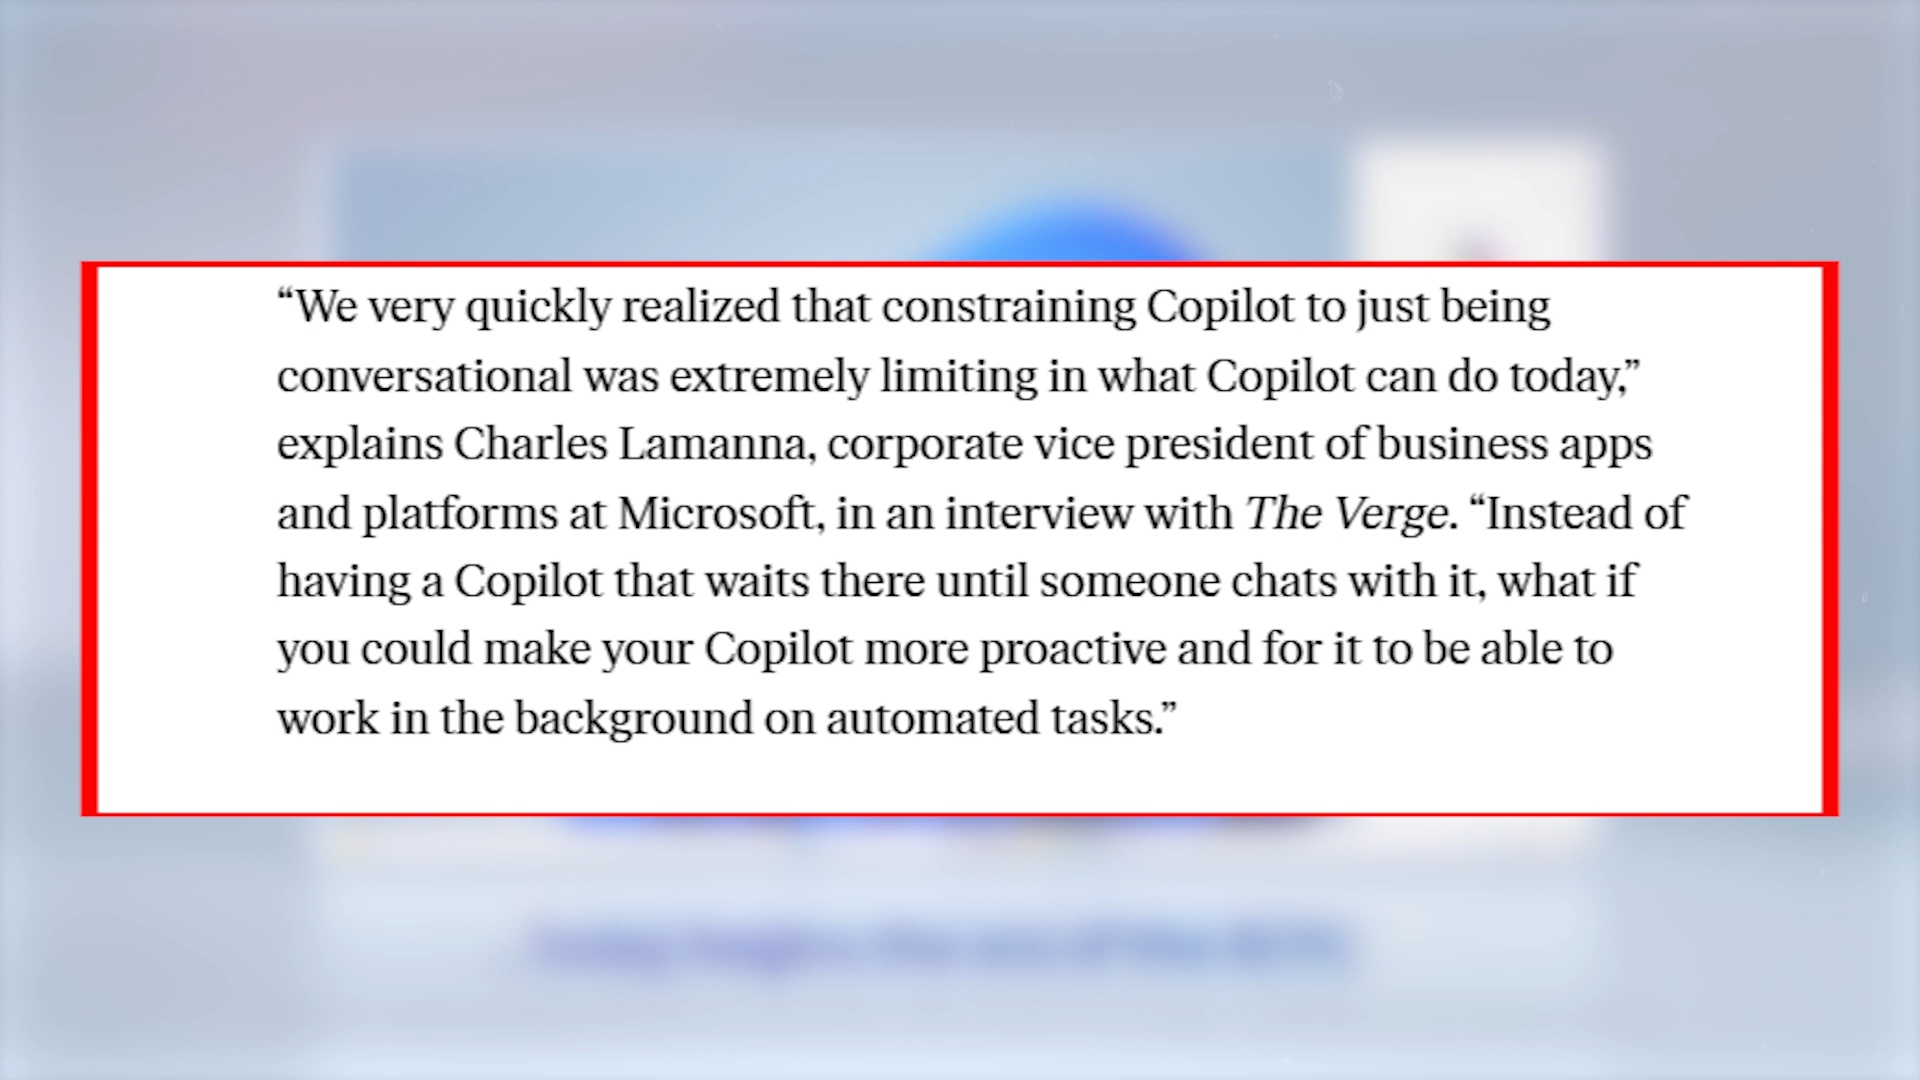 “We very quickly realized that constraining Copilot to just being
conversational was extremely limiting in what Copilot can do today,”
explains Charles Lamanna, corporate vice president of business apps
and platforms at Microsoft, in an interview with The Verge. “Instead of
having a Copilot that waits there until someone chats with it, what if
you could make your Copilot more proactive and for it to be able to
work in the background on automated tasks.”